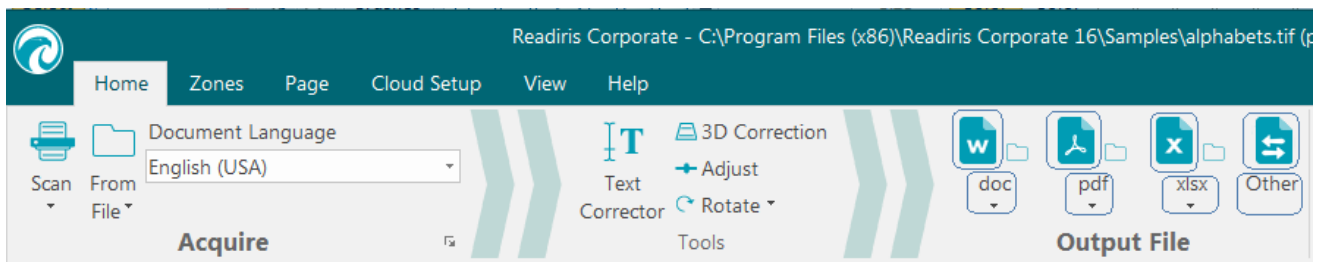 Readiris Corporate - C:\Program Files (x86)\Readiris Corporate 16\Samples\alphabets.tif (p
Home Zones Page Cloud Setup View Help
Scan
From
File
Document Language
English (USA)
Acquire
Text
Corrector
3D Correction
Adjust
Rotate
Tools
W
doc
pdf
X
xlsx
Other
Output File